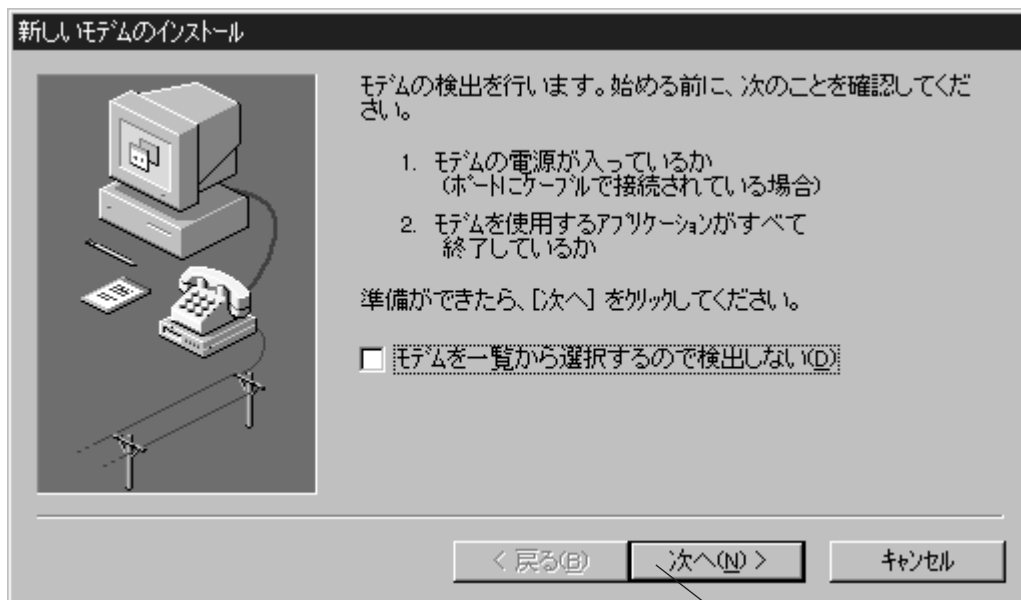 新しいモデムのインストール
モデムの検出を行います。始める前に、次のことを確認してくだ
さい。
1. モデムの電源が入っているか
(ポートにケーブルで接続されている場合)
2. モデムを使用するアプリケーションがすべて
終了しているか
準備ができたら、[次へ] をクリックしてください。
モデムを一覧から選択するので検出しない(D)
< 戻る(B) 次へ(N) > キャンセル